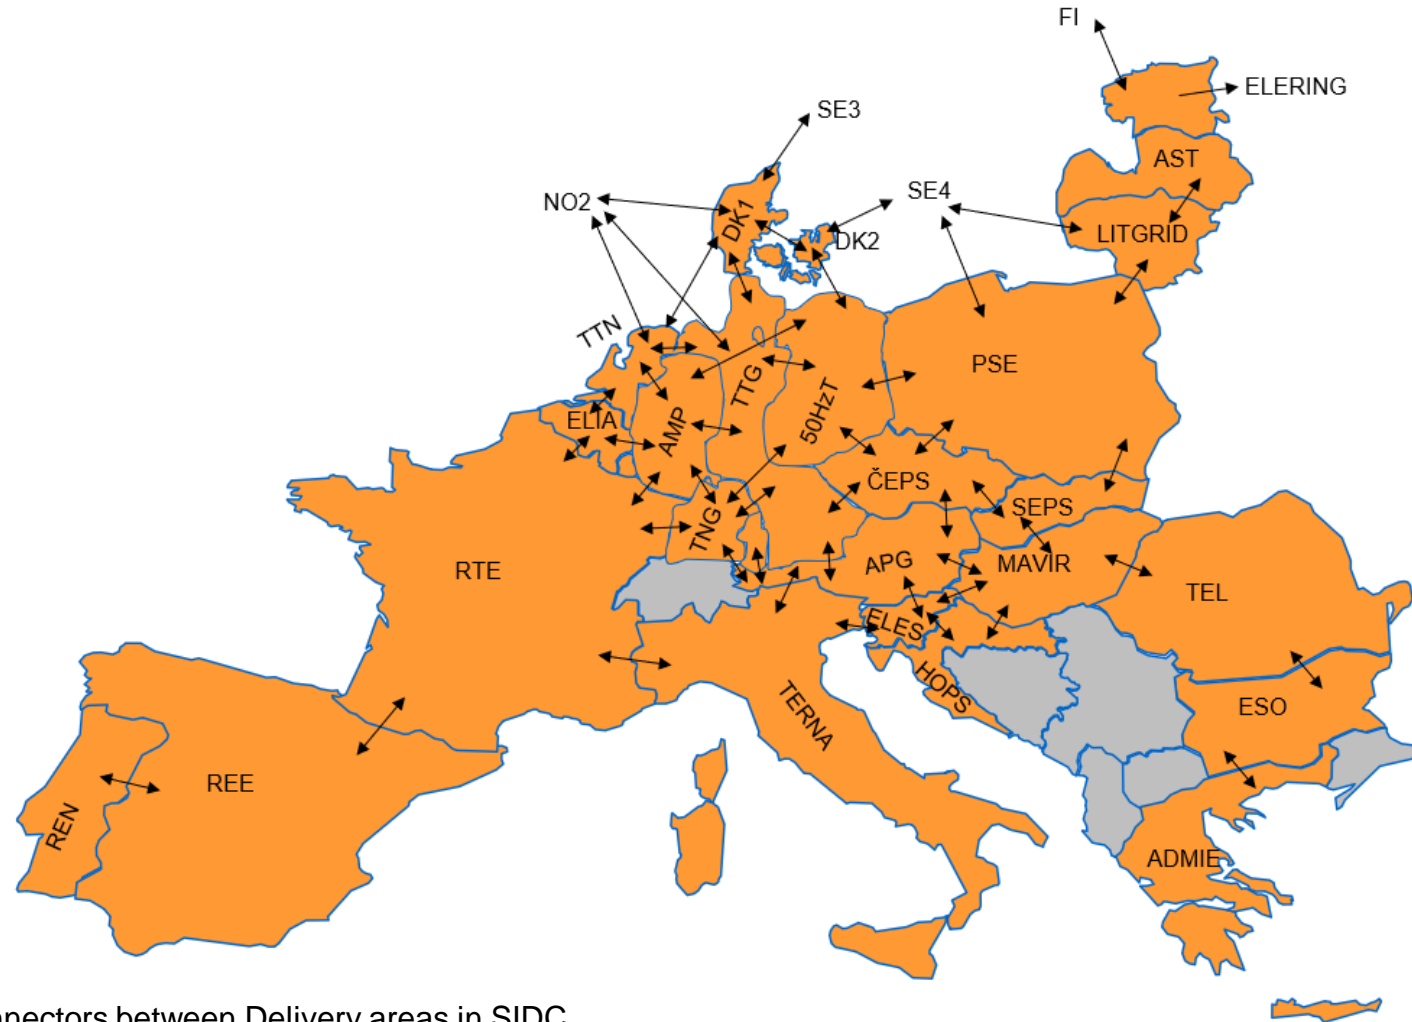 FI
ELERING
SE3
AST
NO2
SE4
DK1
DK2
LITGRID
TTN
PSE
TTG
50HzT
ELIA
AMP
ČEPS
SEPS
TNG
APG
MAVIR
RTE
TEL
ELES
HOPS
TERNA
ESO
REE
REN
ADMIE
nnectors between Delivery areas in SIDC